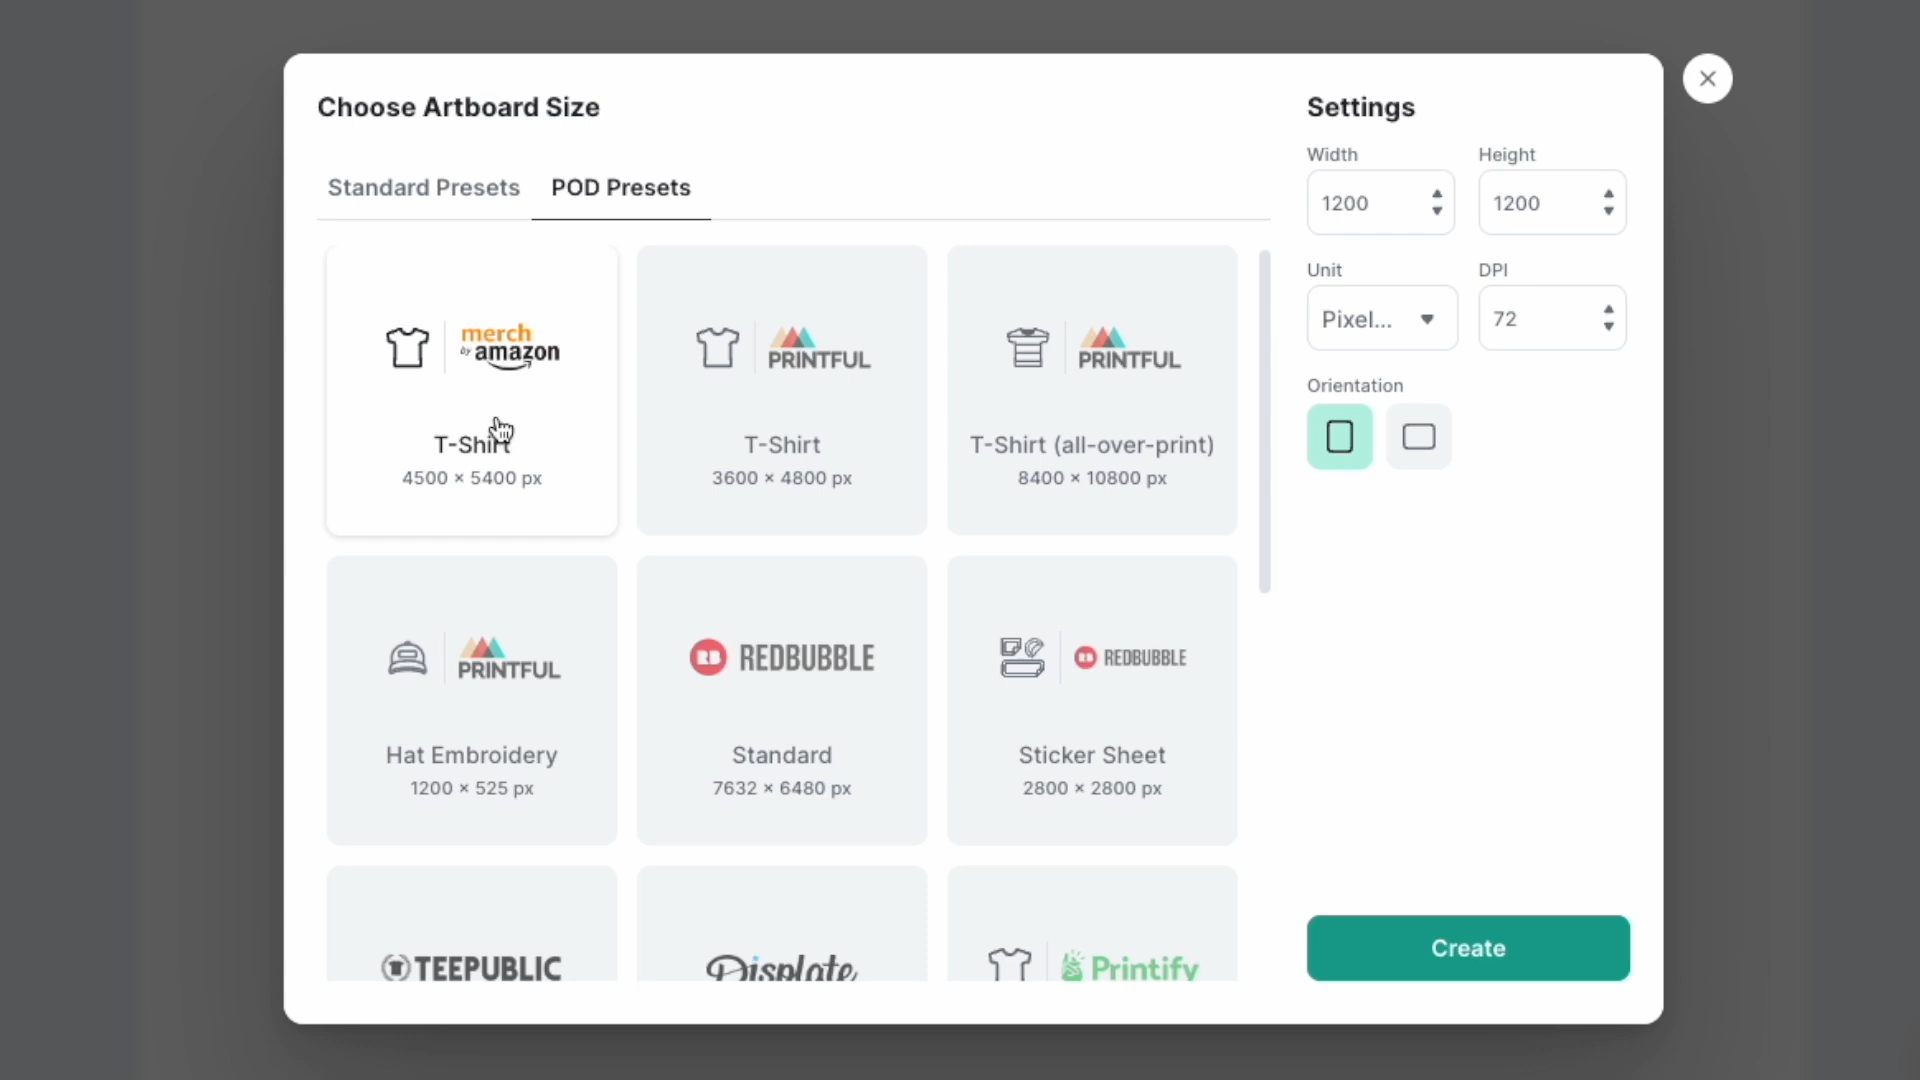 Choose Artboard Size
Standard Presets
POD Presets
merch
by amazon
T-Shirt
4500 × 5400 px
PRINTFUL
T-Shirt
3600 × 4800 px
PRINTFUL
T-Shirt (all-over-print)
8400 × 10800 px
PRINTFUL
Hat Embroidery
1200 × 525 px
RB REDBUBBLE
Standard
7632 × 6480 px
RB REDBUBBLE
Sticker Sheet
2800 × 2800 px
TEEPUBLIC
Displate
Printify
Settings
Width
Height
1200
1200
Unit
DPI
Pixel...
72
Orientation
Create